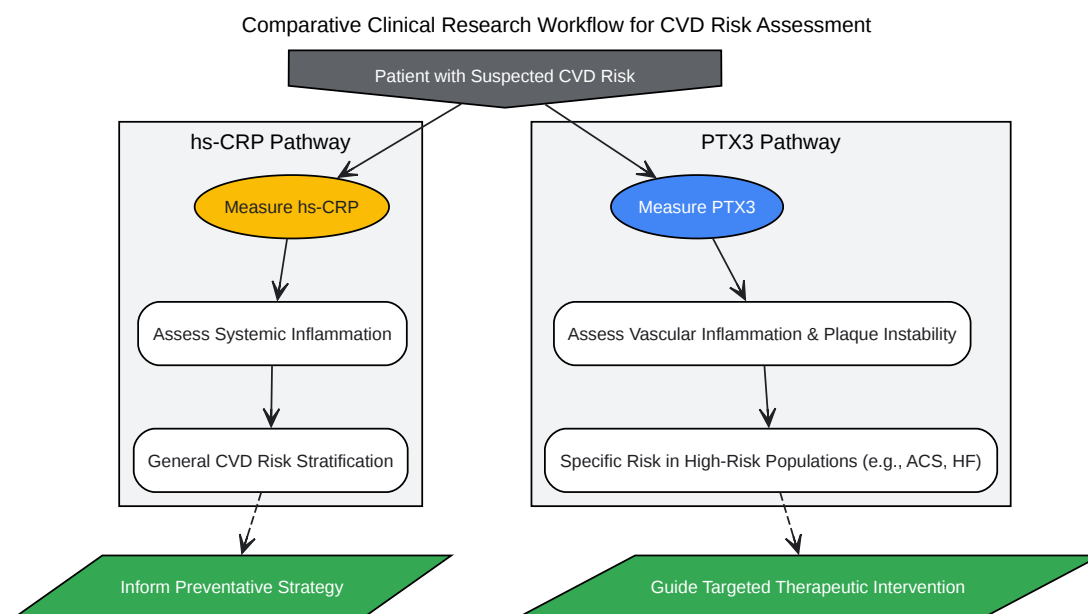 Comparative Clinical Research Workflow for CVD Risk Assessment
Patient with Suspected CVD Risk
hs-CRP Pathway
Measure hs-CRP
Assess Systemic Inflammation
General CVD Risk Stratification
Inform Preventative Strategy
PTX3 Pathway
Measure PTX3
Assess Vascular Inflammation & Plaque Instability
Specific Risk in High-Risk Populations (e.g., ACS, HF)
Guide Targeted Therapeutic Intervention